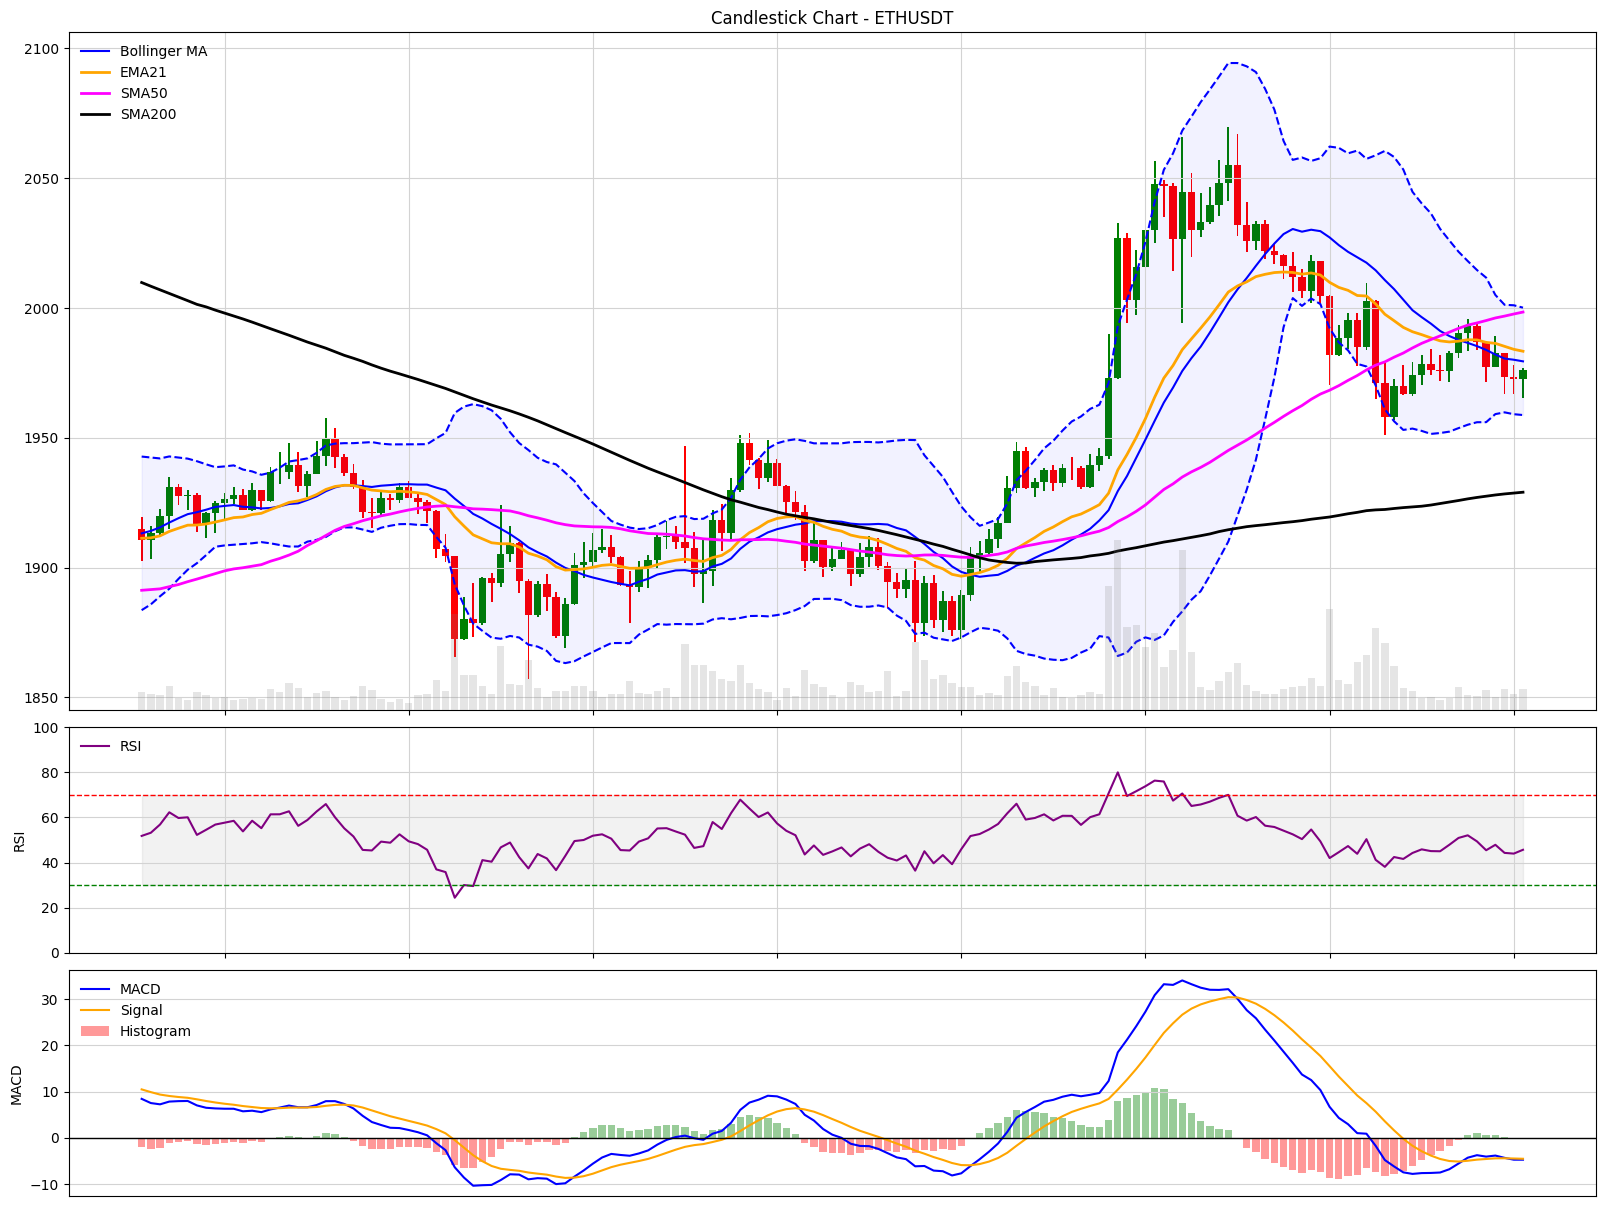 Candlestick Chart - ETHUSDT
Bollinger MA
EMA21
SMA50
SMA200
2100
2050
2000
1950
1900
1850
RSI
RSI
100
80
60
40
20
0
MACD
Signal
Histogram
MACD
30
20
10
0
−10